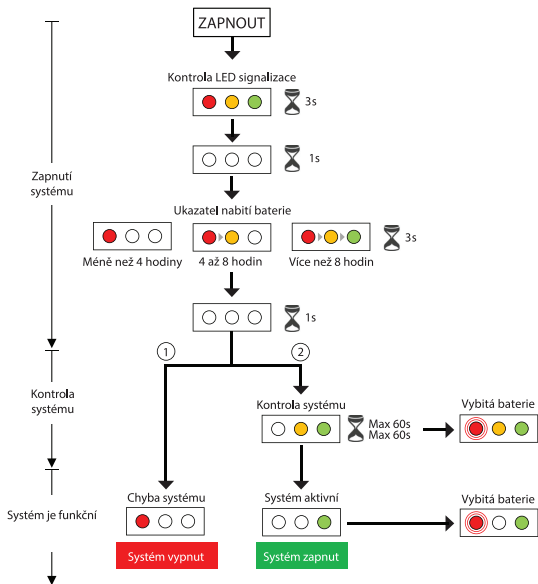 ZAPNOUT
Kontrola LED signalizace
3s
1s
Zapnutí
systému
Ukazatel nabití baterie
3s
Méně než 4 hodiny
4 až 8 hodin
Více než 8 hodin
1s
1
2
Kontrola
systému
Kontrola systému
Max 60s
Max 60s
Vybitá baterie
Systém je funkční
Chyba systému
Systém aktivní
Vybitá baterie
Systém vypnut
Systém zapnut